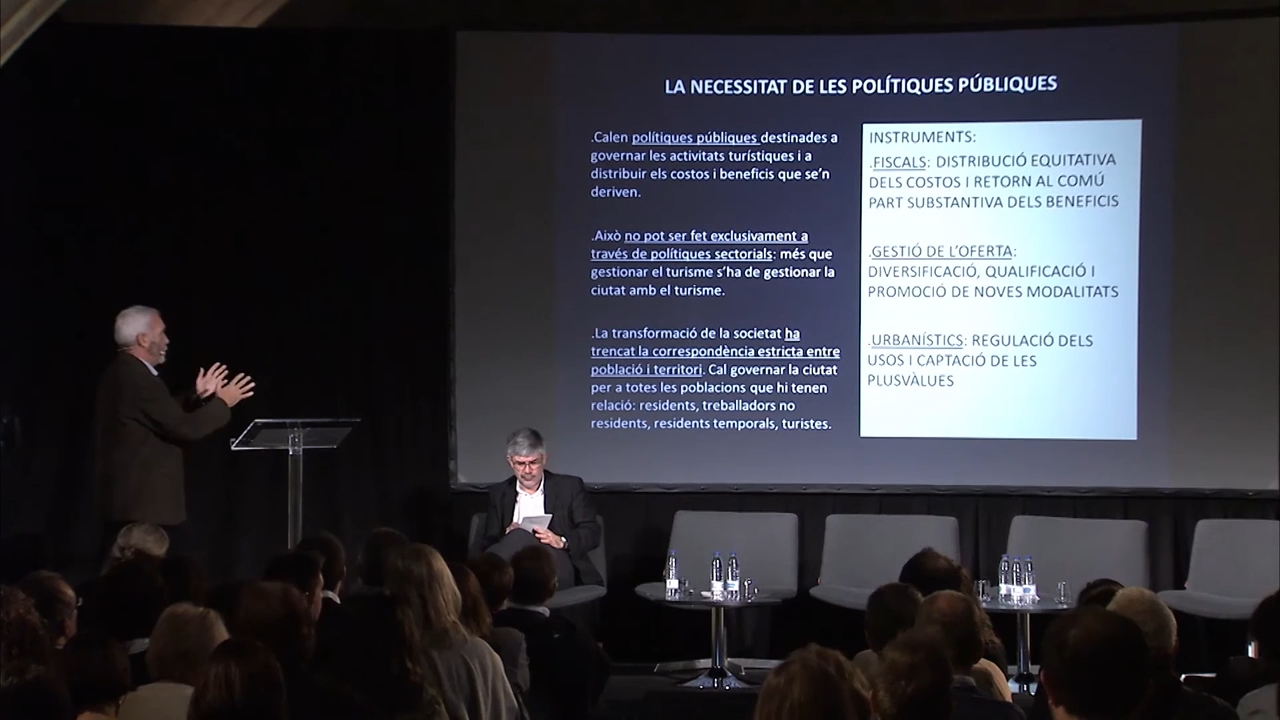 LA NECESSITAT DE LES POLÍTIQUES PÚBLIQUES
.Calen polítiques públiques destinades a
governar les activitats turístiques i a
distribuir els costos i beneficis que se’n
deriven.
.Això no pot ser fet exclusivament a
través de polítiques sectorials: més que
gestionar el turisme s’ha de gestionar la
ciutat amb el turisme.
.La transformació de la societat ha
trencat la correspondència estricta entre
població i territori. Cal governar la ciutat
per a totes les poblacions que hi tenen
relació: residents, treballadors no
residents, residents temporals, turistes.
INSTRUMENTS:
.FISCALS: DISTRIBUCIÓ EQUITATIVA
DELS COSTOS I RETORN AL COMÚ
PART SUBSTANTIVA DELS BENEFICIS
.GESTIÓ DE L’OFERTA:
DIVERSIFICACIÓ, QUALIFICACIÓ I
PROMOCIÓ DE NOVES MODALITATS
.URBANÍSTICS: REGULACIÓ DELS
USOS I CAPTACIÓ DE LES
PLUSVÀLUES